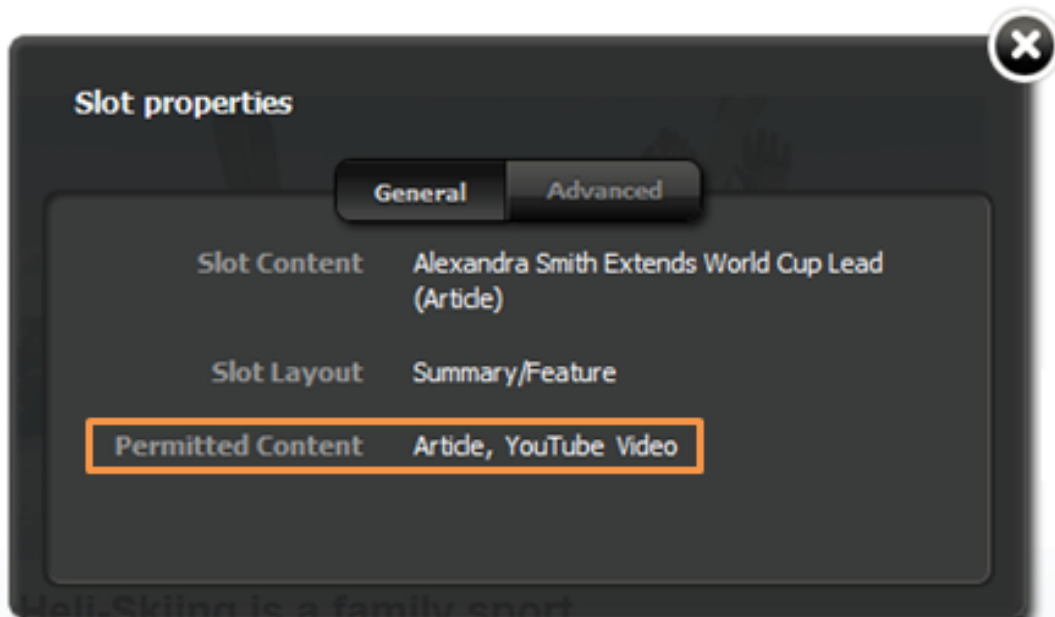 Slot properties
General Advanced
Slot Content Alexandra Smith Extends World Cup Lead
(Article)
Slot Layout Summary/Feature
Permitted Content Article, YouTube Video
Heli-Skiing is a family sport